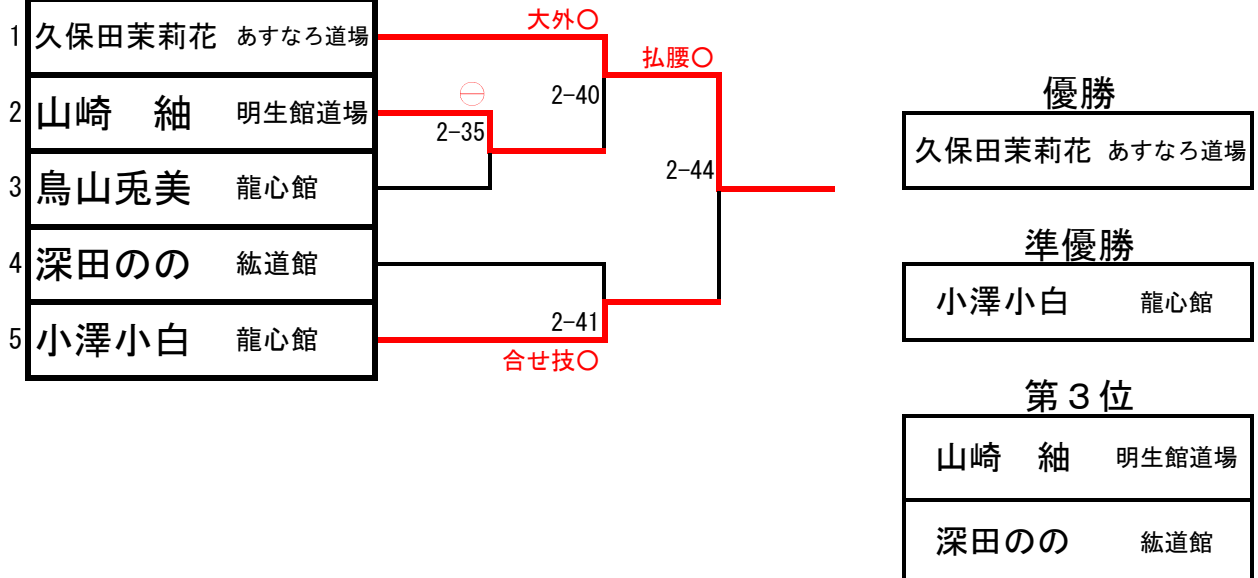 1 久保田茉莉花 あすなろ道場
2 山崎　紬 明生館道場
3 鳥山兎美 龍心館
4 深田のの 紘道館
5 小澤小白 龍心館
大外〇
払腰〇
2-40
2-35
2-44
2-41
合せ技〇
優勝
久保田茉莉花 あすなろ道場
準優勝
小澤小白 龍心館
第３位
山崎　紬 明生館道場
深田のの 紘道館